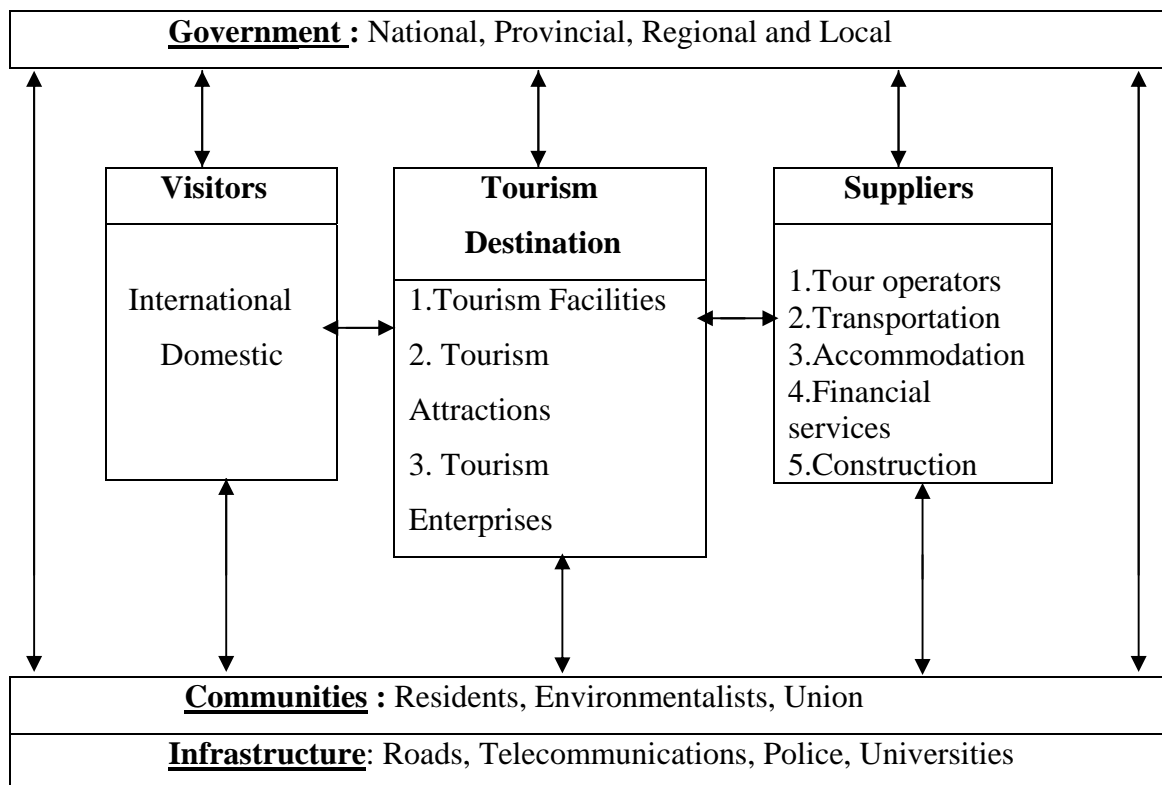 Government : National, Provincial, Regional and Local
Visitors
International
Domestic
Tourism
Destination
1.Tourism Facilities
2. Tourism
Attractions
3. Tourism
Enterprises
Suppliers
1.Tour operators
2.Transportation
3.Accommodation
4.Financial
services
5.Construction
Communities : Residents, Environmentalists, Union
Infrastructure: Roads, Telecommunications, Police, Universities